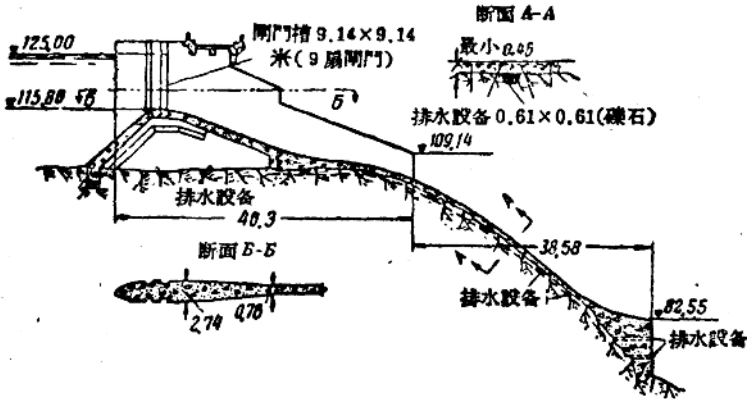 断面 A-A
閘門槽 9.14×9.14
米(9扇閘門)
最小 0.45
125,00
Б
115,88
Б
排水設备 0.61×0.61(礫石)
109,14
排水設备
46,3
A
断面 Б-Б
38,58
A
排水設备
82,55
排水設备
2,74
0,76